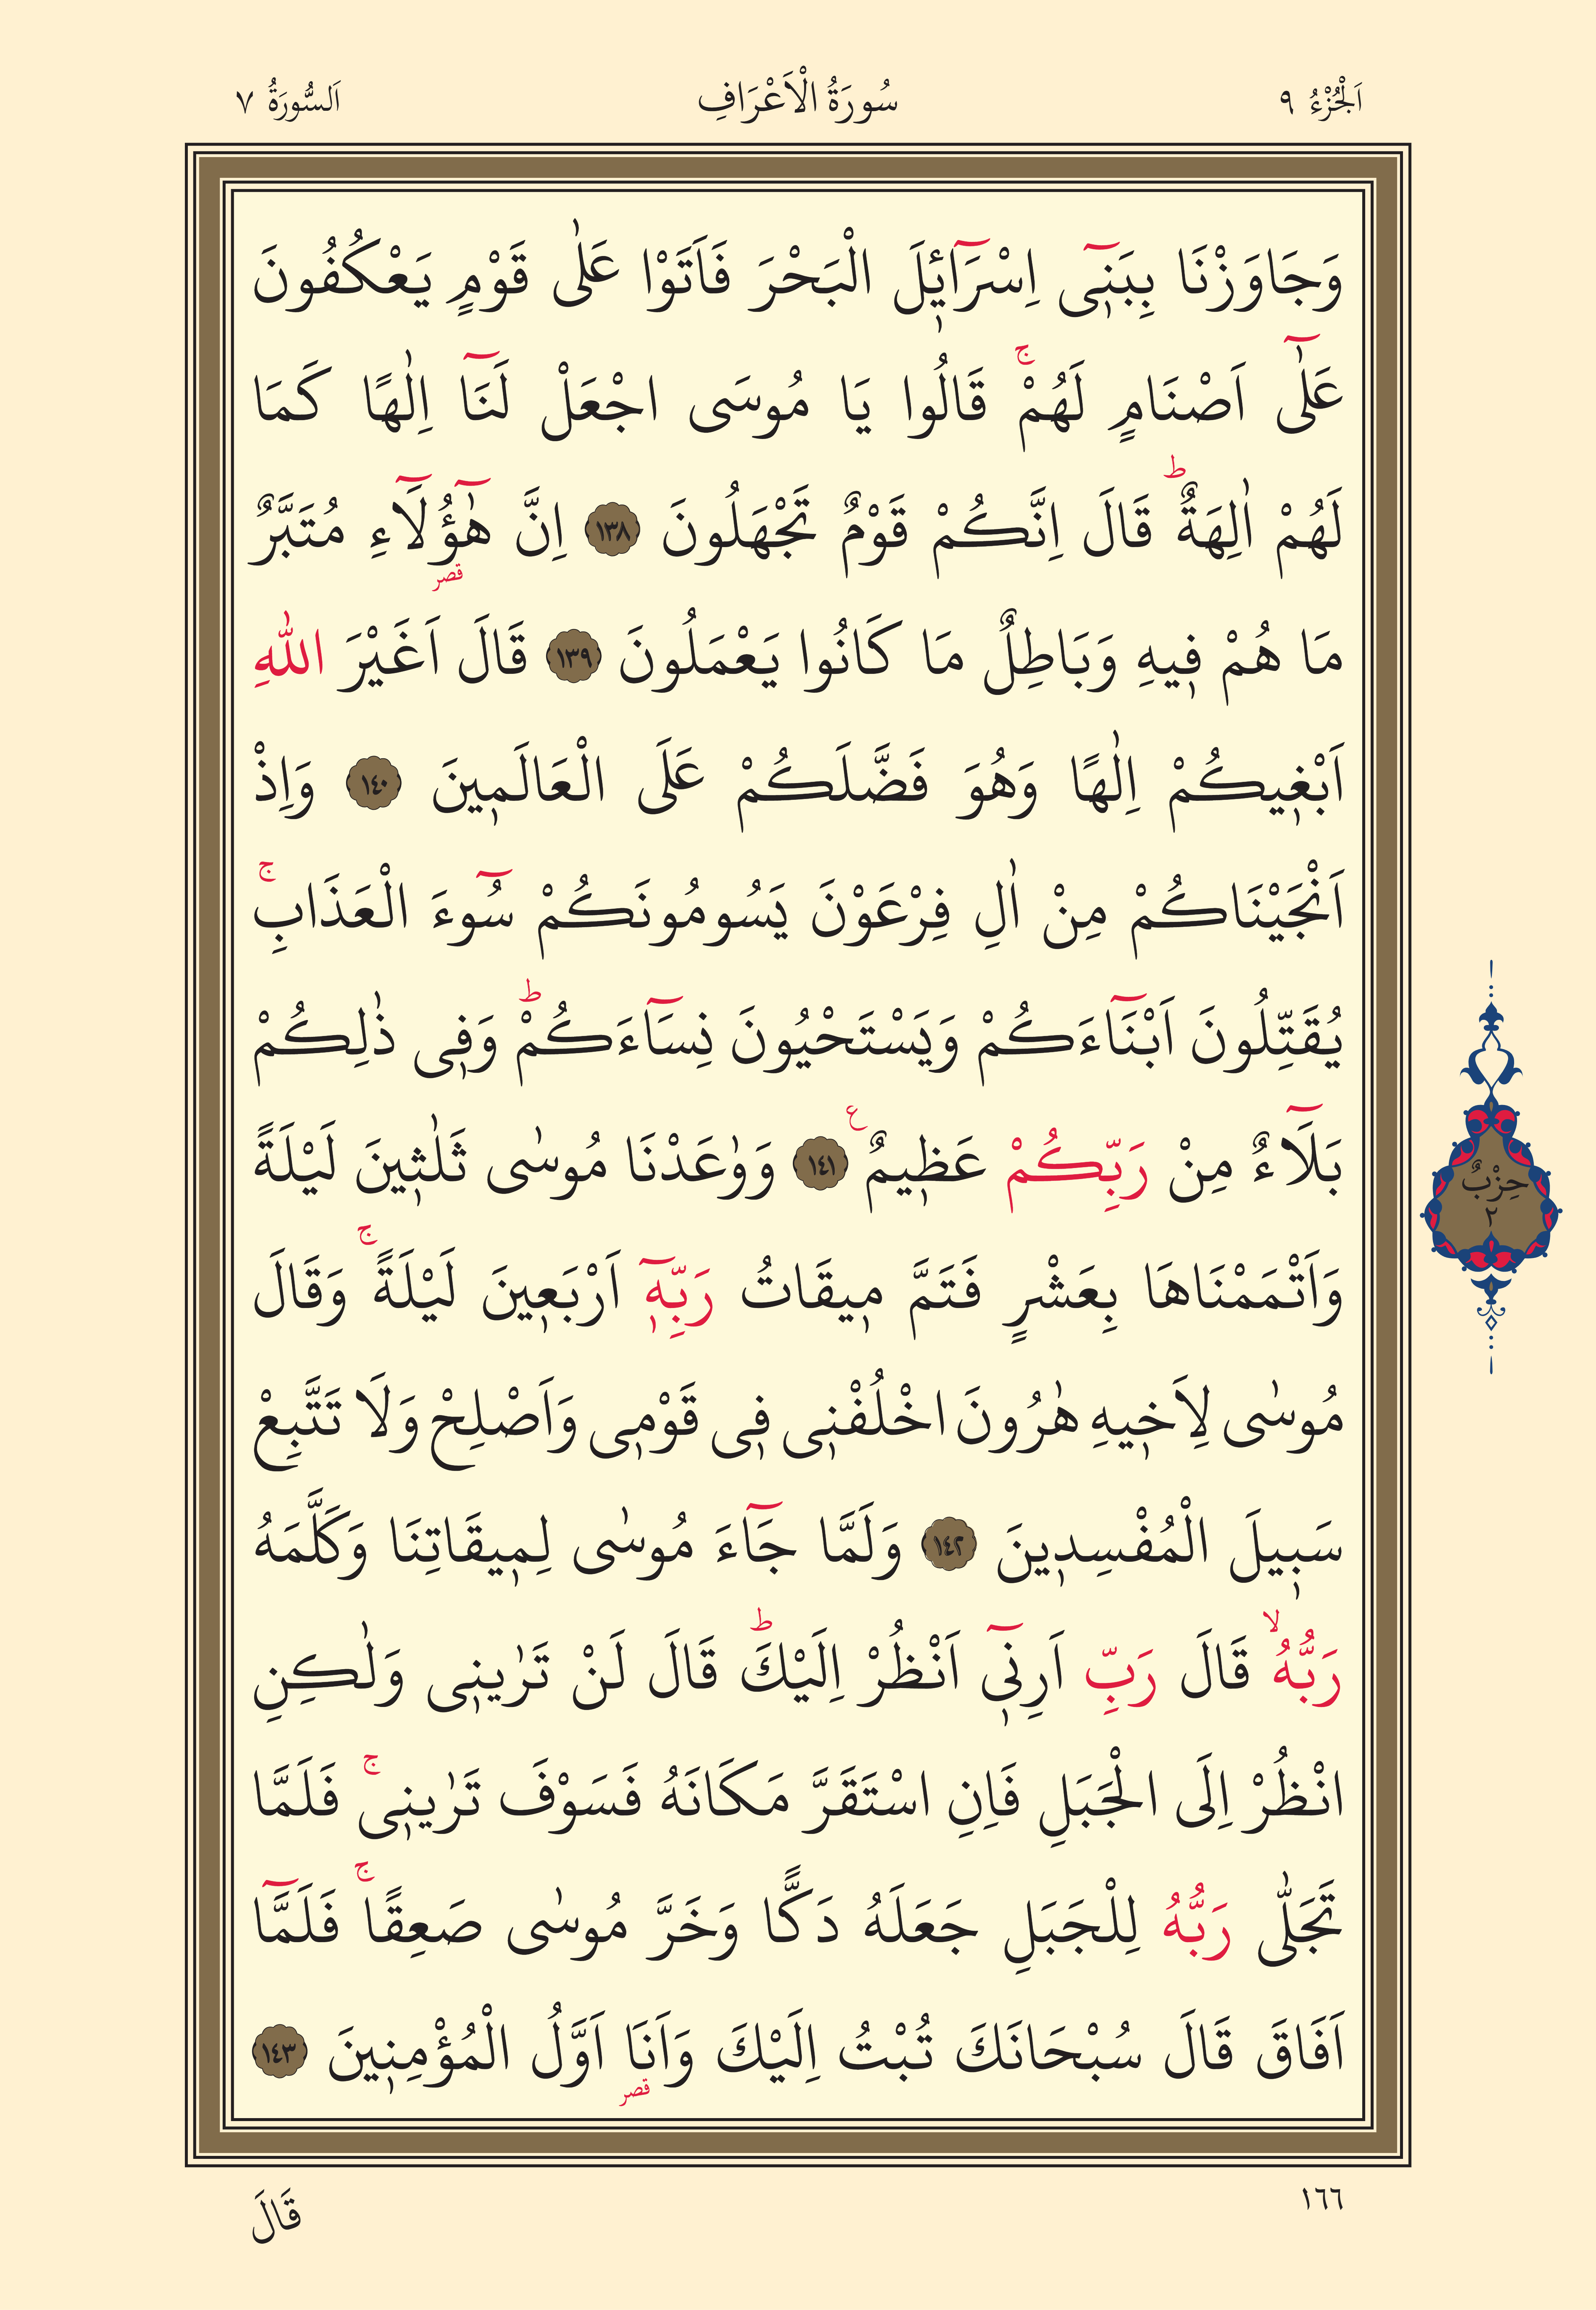 اَلْجُزْءُ ٩ سُورَةُ الْاَعْرَافِ اَلسُّورَةُ ٧
وَجَاوَزْنَا بِبَن۪ٓى اِسْرَٓاء۪يلَ الْبَحْرَ فَاَتَوْا عَلٰى قَوْمٍ يَعْكُفُونَ
عَلٰٓى اَصْنَامٍ لَهُمْۚ قَالُوا يَا مُوسَى اجْعَلْ لَنَٓا اِلٰهًا كَمَا
لَهُمْ اٰلِهَةٌۜ قَالَ اِنَّكُمْ قَوْمٌ تَجْهَلُونَ ﴿١٣٨﴾ اِنَّ هٰٓؤُ۬لَٓاءِ مُتَبَّرٌ
قصر
مَا هُمْ ف۪يهِ وَبَاطِلٌ مَا كَانُوا يَعْمَلُونَ ﴿١٣٩﴾ قَالَ اَغَيْرَ اللّٰهِ
اَبْغ۪يكُمْ اِلٰهًا وَهُوَ فَضَّلَكُمْ عَلَى الْعَالَم۪ينَ ﴿١٤٠﴾ وَاِذْ
اَنْجَيْنَاكُمْ مِنْ اٰلِ فِرْعَوْنَ يَسُومُونَكُمْ سُٓوءَ الْعَذَابِۚ
يُقَتِّلُونَ اَبْنَٓاءَكُمْ وَيَسْتَحْيُونَ نِسَٓاءَكُمْۜ وَف۪ى ذٰلِكُمْ
بَلَٓاءٌ مِنْ رَبِّكُمْ عَظ۪يمٌ ﴿١٤١﴾ ع وَوٰعَدْنَا مُوسٰى ثَلٰث۪ينَ لَيْلَةً
وَاَتْمَمْنَاهَا بِعَشْرٍ فَتَمَّ م۪يقَاتُ رَبِّه۪ٓ اَرْبَع۪ينَ لَيْلَةًۚ وَقَالَ
مُوسٰى لِاَخ۪يهِ هٰرُونَ اخْلُفْن۪ى ف۪ى قَوْم۪ى وَاَصْلِحْ وَلَا تَتَّبِعْ
سَب۪يلَ الْمُفْسِد۪ينَ ﴿١٤٢﴾ وَلَمَّا جَٓاءَ مُوسٰى لِم۪يقَاتِنَا وَكَلَّمَهُ
رَبُّهُۙ قَالَ رَبِّ اَرِن۪ٓى اَنْظُرْ اِلَيْكَۜ قَالَ لَنْ تَرٰين۪ى وَلٰكِنِ
انْظُرْ اِلَى الْجَبَلِ فَاِنِ اسْتَقَرَّ مَكَانَهُ فَسَوْفَ تَرٰين۪ىۚ فَلَمَّا
تَجَلّٰى رَبُّهُ لِلْجَبَلِ جَعَلَهُ دَكًّا وَخَرَّ مُوسٰى صَعِقًاۚ فَلَمَّٓا
اَفَاقَ قَالَ سُبْحَانَكَ تُبْتُ اِلَيْكَ وَاَنَا اَوَّلُ الْمُؤْمِن۪ينَ ﴿١٤٣﴾
قصر
حِزْبٌ
٢
١٦٦ قَالَ